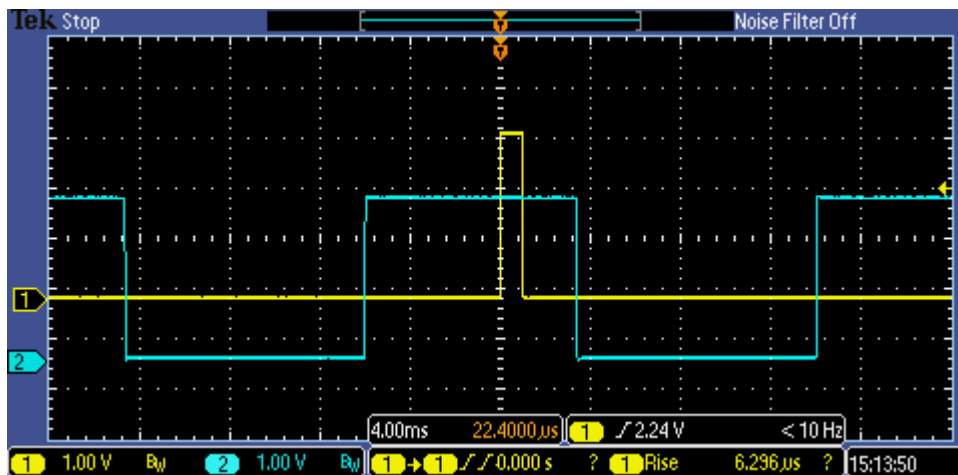 Tek Stop Noise Filter Off
T
T
1
2
4.00ms 22.4000µs 1 ∫ 2.24 V < 10 Hz
1 1.00 V BW 2 1.00 V BW 1→1∫∫0.000 s ? 1 Rise 6.296µs ? 15:13:50